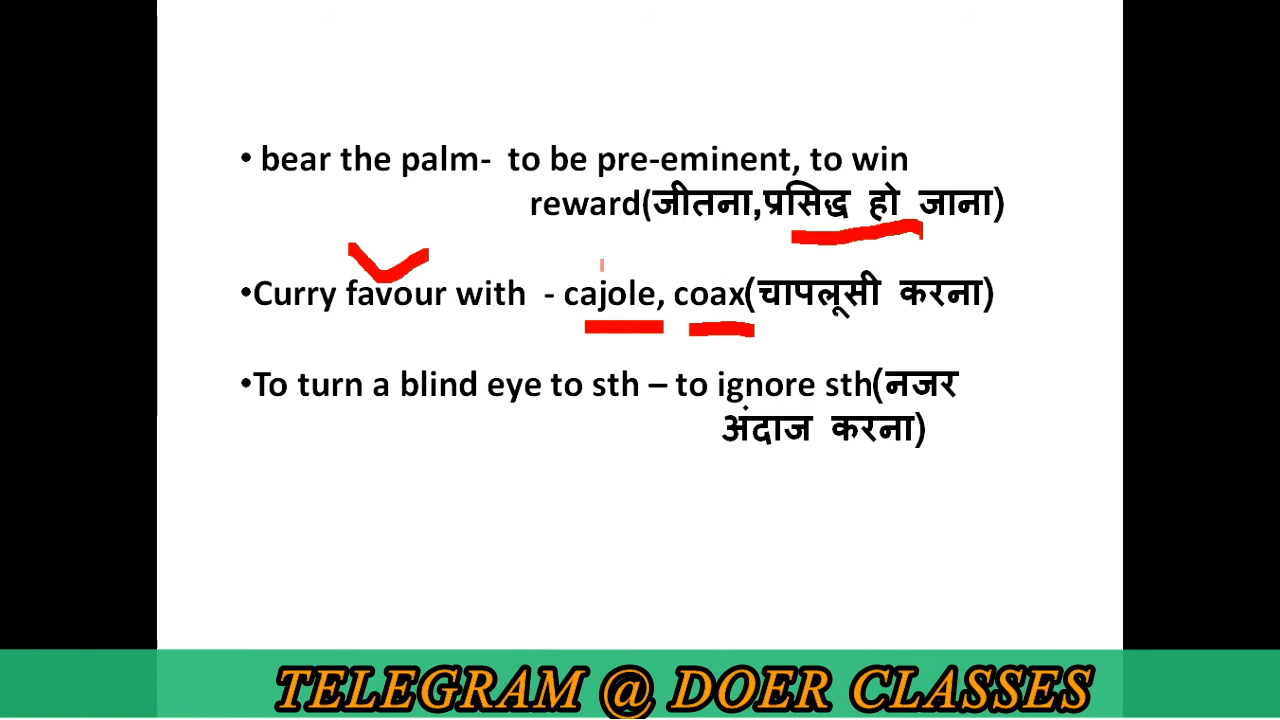 • bear the palm- to be pre-eminent, to win
reward(जीतना,प्रसिद्ध हो जाना)
•Curry favour with - cajole, coax(चापलूसी करना)
•To turn a blind eye to sth – to ignore sth(नजर
अंदाज करना)
TELEGRAM @ DOER CLASSES